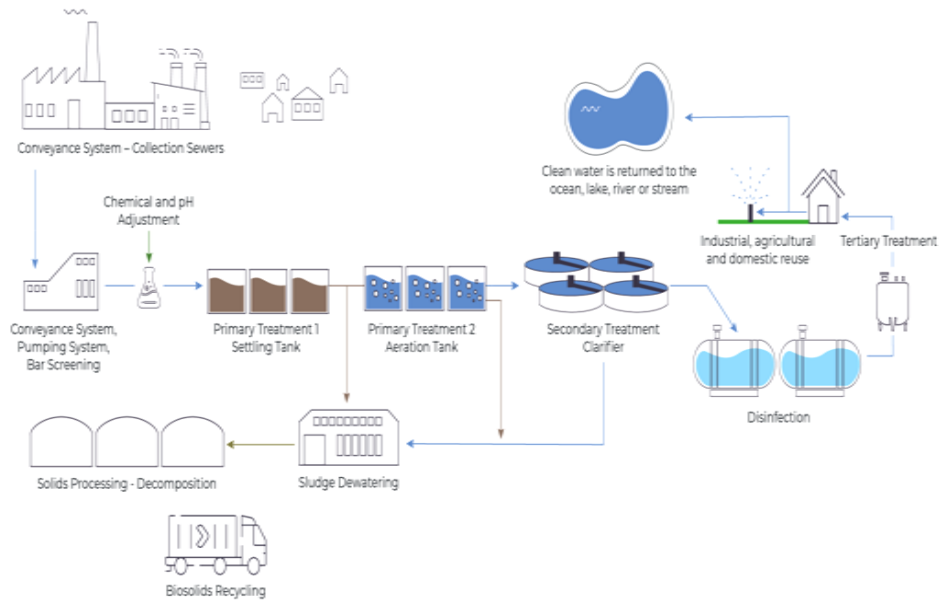 Conveyance System – Collection Sewers
Clean water is returned to the
ocean, lake, river or stream
Chemical and pH
Adjustment
Industrial, agricultural
and domestic reuse
Tertiary Treatment
Conveyance System,
Pumping System,
Bar Screening
Primary Treatment 1
Settling Tank
Primary Treatment 2
Aeration Tank
Secondary Treatment
Clarifier
Disinfection
Solids Processing - Decomposition
Sludge Dewatering
Biosolids Recycling